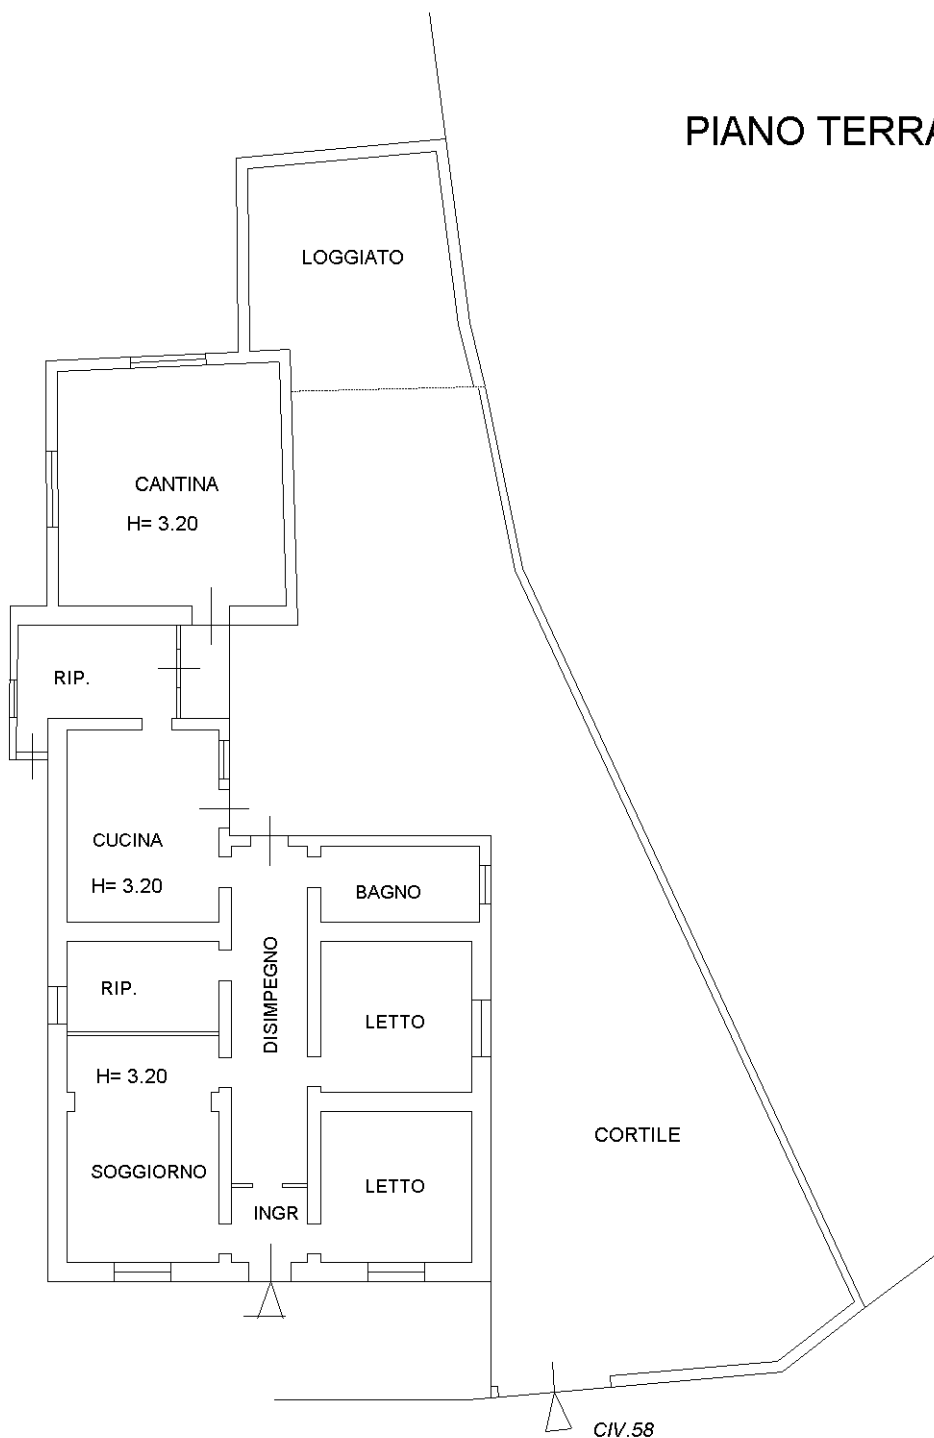 PIANO TERRA
LOGGIATO
CANTINA
H= 3.20
RIP.
CUCINA
H= 3.20
BAGNO
DISIMPEGNO
RIP.
LETTO
H= 3.20
CORTILE
SOGGIORNO
LETTO
INGR
CIV.58